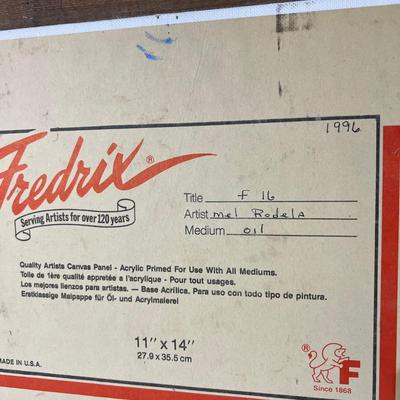 1996
Fredrix®
Serving Artists for over 120 years
Title F 16
Artist mel Rodela
Medium oil
Quality Artists Canvas Panel - Acrylic Primed For Use With All Mediums.
Toile de 1ère qualité appretée a l'acrylique - Pour tout usages.
Los mejores lienzos para artistas. — Base Acrílica. Para uso con todo tipo de pintura.
Erstklassige Malpappe für Öl- und Acrylmalerei
11" x 14"
27.9 x 35.5 cm
MADE IN U.S.A.
® F
Since 1868